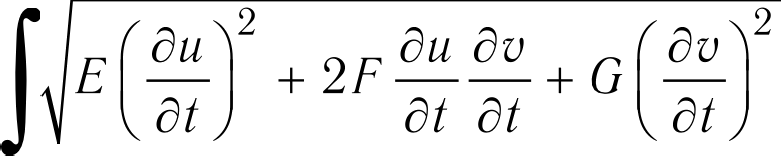 ∫√(E(∂u/∂t)² + 2F ∂u/∂t ∂v/∂t + G(∂v/∂t)²)